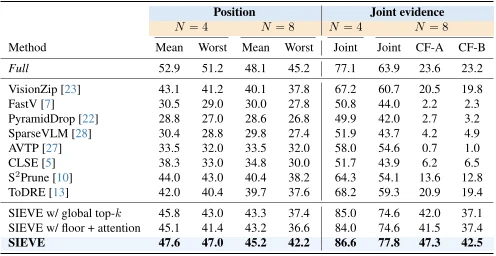 Position Joint evidence
N = 4 N = 8 N = 4 N = 8
Method Mean Worst Mean Worst Joint Joint CF-A CF-B
Full 52.9 51.2 48.1 45.2 77.1 63.9 23.6 23.2
VisionZip [23] 43.1 41.2 40.1 37.8 67.2 60.7 20.5 19.8
FastV [7] 30.5 29.0 30.0 27.8 50.8 44.0 2.2 2.3
PyramidDrop [22] 28.8 27.0 28.6 26.8 49.9 42.0 2.7 3.2
SparseVLM [28] 30.4 28.8 29.8 27.4 51.9 43.7 4.2 4.9
AVTP [27] 33.5 32.0 33.5 32.0 58.0 54.6 0.7 1.0
CLSE [5] 38.3 33.0 34.8 30.0 51.7 43.9 6.2 6.5
S²Prune [10] 44.0 43.0 40.4 38.2 64.3 54.1 13.6 12.8
ToDRE [13] 42.0 40.4 39.7 37.6 68.2 59.3 20.9 19.4
SIEVE w/ global top-k 45.8 43.0 43.3 37.4 85.0 74.6 42.0 37.1
SIEVE w/ floor + attention 45.1 41.4 43.2 36.6 84.0 74.6 41.5 37.4
SIEVE 47.6 47.0 45.2 42.2 86.6 77.8 47.3 42.5